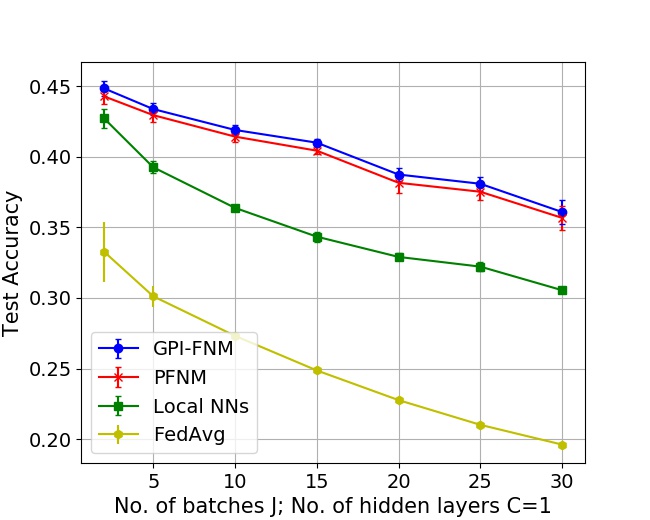 0.45
0.40
0.35
0.30
0.25
0.20
Test Accuracy
GPI-FNM
PFNM
Local NNs
FedAvg
5 10 15 20 25 30
No. of batches J; No. of hidden layers C=1